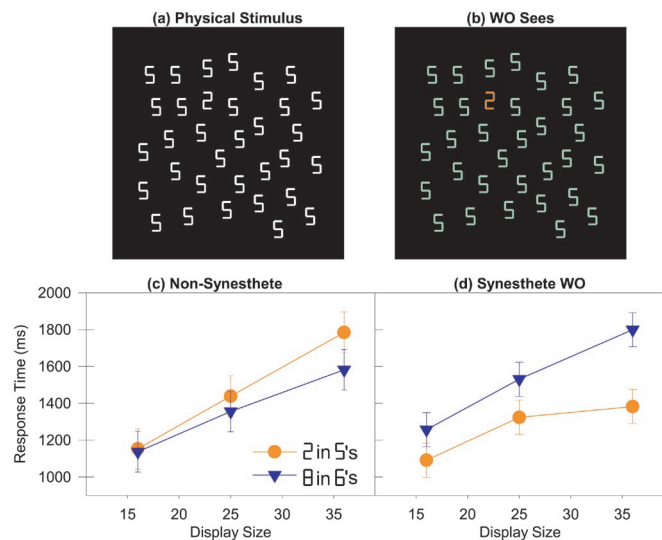 (a) Physical Stimulus
(b) WO Sees
(c) Non-Synesthete
(d) Synesthete WO
2000
1800
1600
1400
1200
1000
Response Time (ms)
2 in 5's
8 in 6's
15 20 25 30 35
15 20 25 30 35
Display Size
Display Size